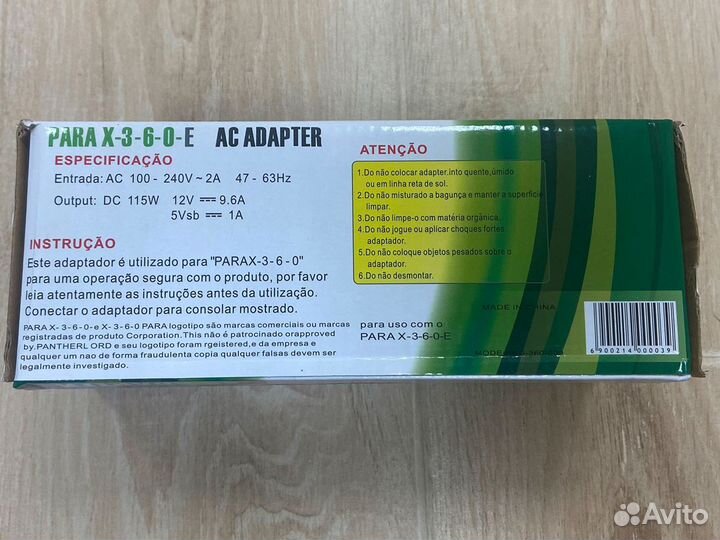 PARA X-3-6-0-E AC ADAPTER
ESPECIFICAÇÃO
Entrada: AC 100 - 240V ~ 2A 47 - 63Hz
Output: DC 115W 12V 9.6A
5Vsb 1A
INSTRUÇÃO
Este adaptador é utilizado para "PARAX-3-6-0"
para uma operação segura com o produto, por favor
leia atentamente as instruções antes da utilização.
Conectar o adaptador para consolar mostrado.
PARA X- 3-6-0-e X- 3-6-0 PARA logotipo são marcas comerciais ou marcas
registradas de produto Corporation.This não é patrocinado orapproved
by.PANTHERL ORD e seu logotipo foram rgeistered,e da empresa e
qualquer um nao de forma fraudulenta copia qualquer falsas devem ser
legalmente investigado.
ATENÇÃO
1.Do não colocar adapter.into quente,úmido
ou em linha reta de sol.
2.Do não misturado a bagunça e manter a superfície
limpar.
3.Do não limpe-o com matéria orgânica.
4.Do não jogue ou aplicar choques fortes
adaptador.
5.Do não coloque objetos pesados sobre o
adaptador.
6.Do não desmontar.
MADE IN CHINA
para uso com o
PARA X-3-6-0-E
6 900214 000039
Avito